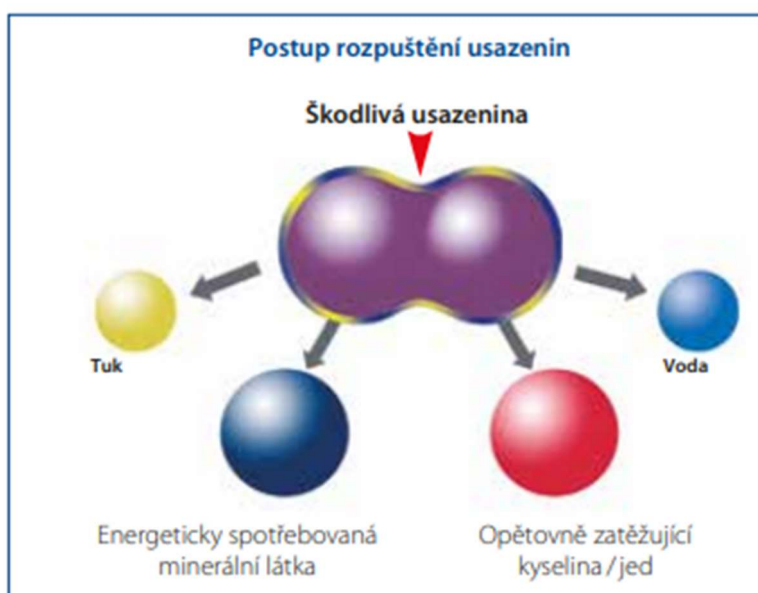 Postup rozpuštění usazenin
Škodlivá usazenina
Tuk
Voda
Energeticky spotřebovaná
minerální látka
Opětovně zatěžující
kyselina/jed